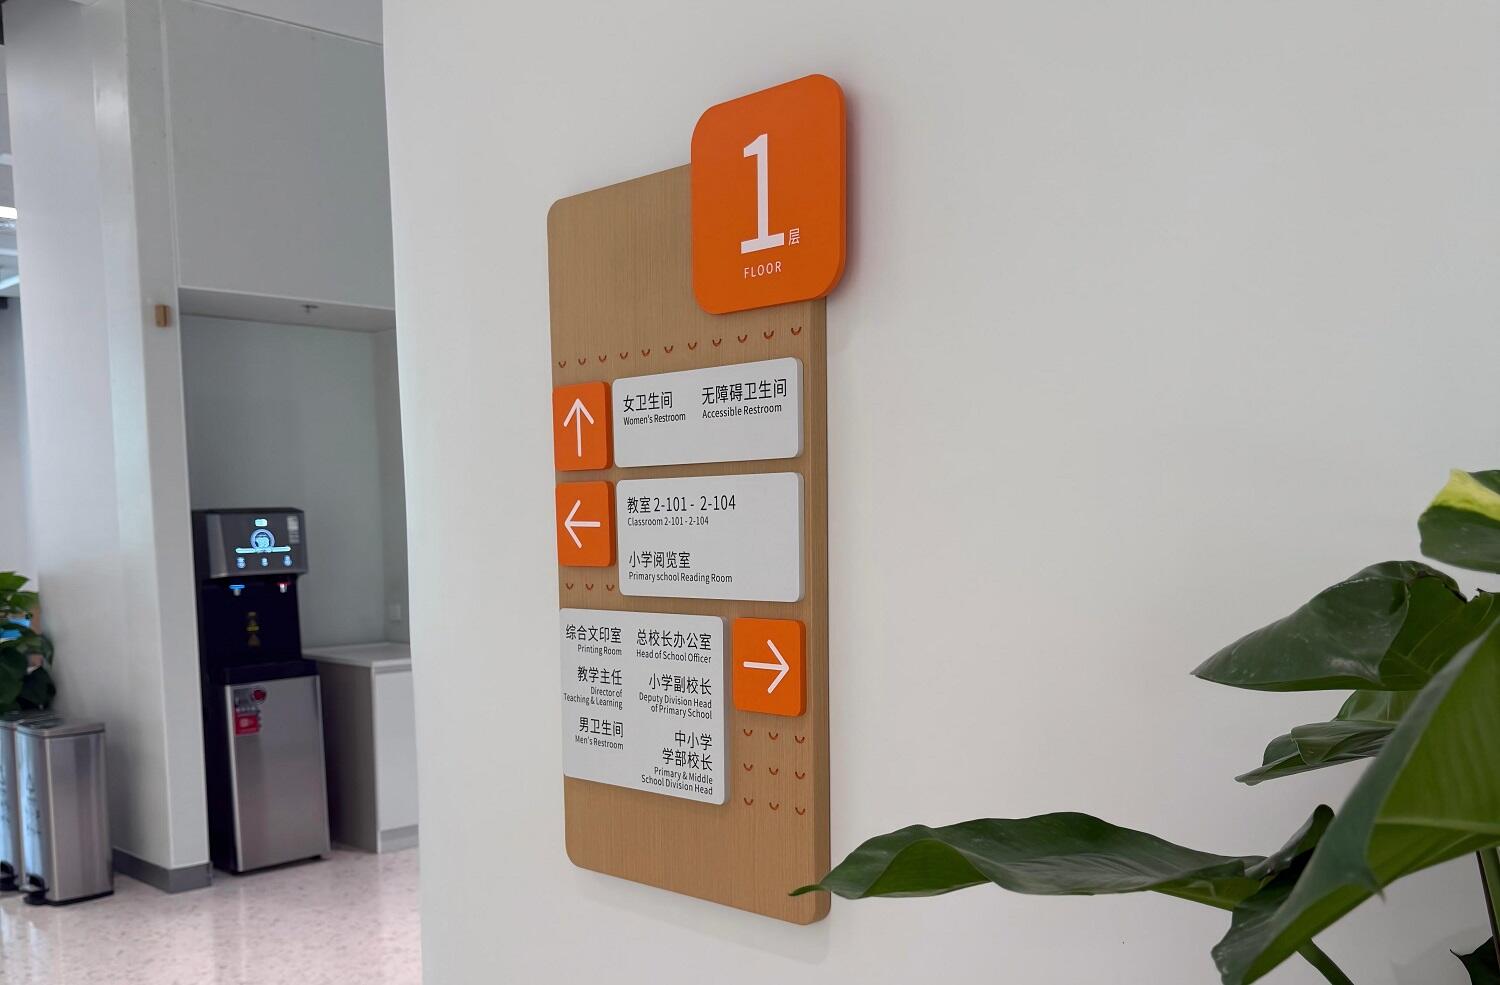 1层
FLOOR
女卫生间
Women's Restroom
无障碍卫生间
Accessible Restroom
教室 2-101 - 2-104
Classroom 2-101 - 2-104
小学阅览室
Primary school Reading Room
综合文印室
Printing Room
教学主任
Director of
Teaching & Learning
男卫生间
Men's Restroom
总校长办公室
Head of School Officer
小学副校长
Deputy Division Head
of Primary School
中小学
学部校长
Primary & Middle
School Division Head